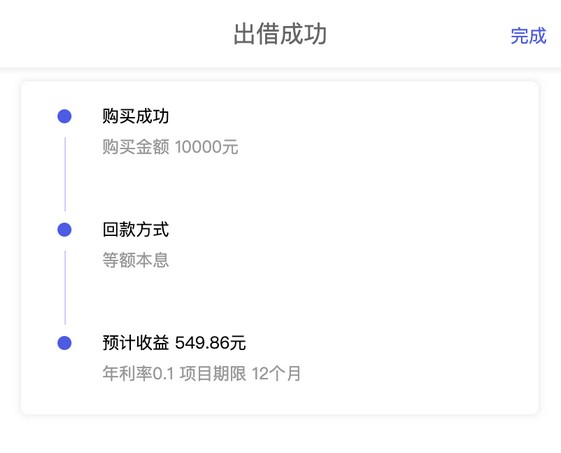 出借成功
完成
购买成功
购买金额 10000元
回款方式
等额本息
预计收益 549.86元
年利率0.1 项目期限 12个月